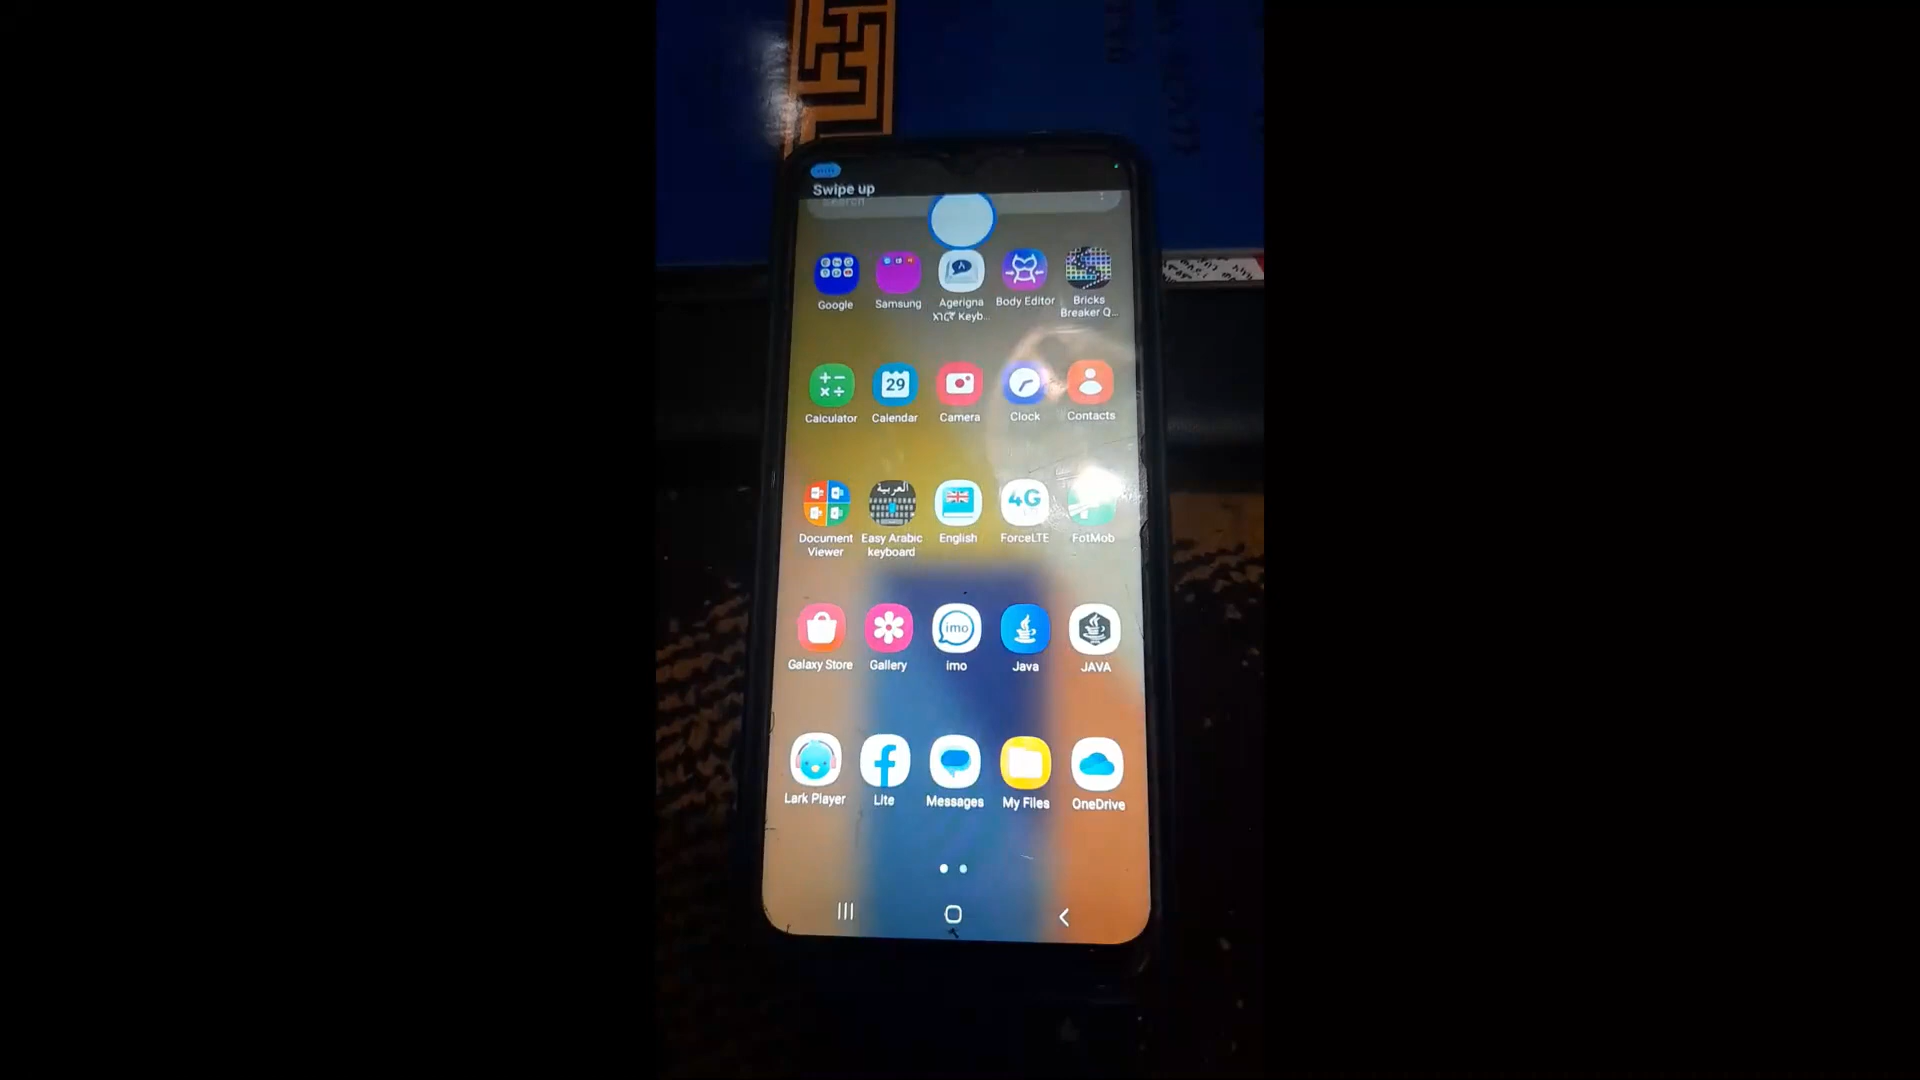 Swipe up
Search
Google
Samsung
Agerigna
አገርኛ Keyb...
Body Editor
Bricks
Breaker Q...
Calculator
29
Calendar
Camera
Clock
Contacts
Document
Viewer
العربية
Easy Arabic
keyboard
English
4G
ForceLTE
FotMob
Galaxy Store
Gallery
imo
imo
Java
JAVA
Lark Player
Lite
Messages
My Files
OneDrive